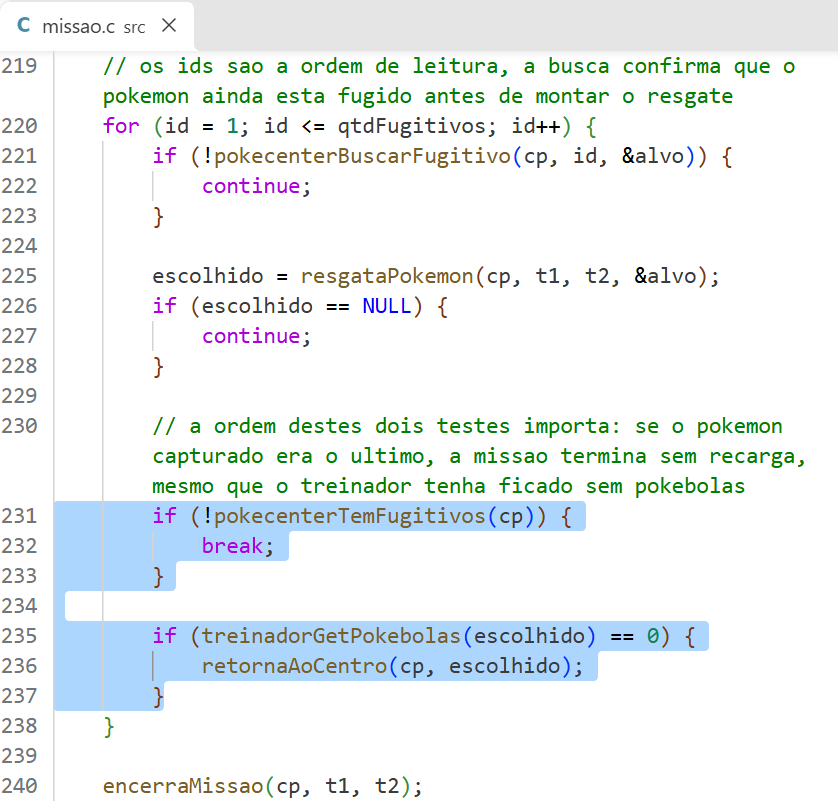 C missao.c src ×
219 // os ids sao a ordem de leitura, a busca confirma que o
pokemon ainda esta fugido antes de montar o resgate
220 for (id = 1; id <= qtdFugitivos; id++) {
221 if (!pokecenterBuscarFugitivo(cp, id, &alvo)) {
222 continue;
223 }
224
225 escolhido = resgataPokemon(cp, t1, t2, &alvo);
226 if (escolhido == NULL) {
227 continue;
228 }
229
230 // a ordem destes dois testes importa: se o pokemon
capturado era o ultimo, a missao termina sem recarga,
mesmo que o treinador tenha ficado sem pokebolas
231 if (!pokecenterTemFugitivos(cp)) {
232 break;
233 }
234
235 if (treinadorGetPokebolas(escolhido) == 0) {
236 retornaAoCentro(cp, escolhido);
237 }
238 }
239
240 encerraMissao(cp, t1, t2);